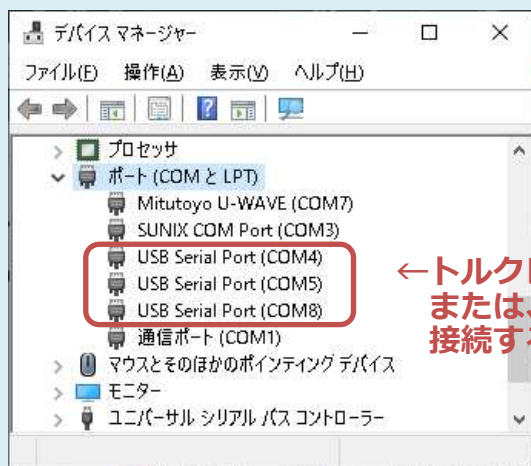 デバイス マネージャー
ファイル(F) 操作(A) 表示(V) ヘルプ(H)
プロセッサ
ポート (COM と LPT)
Mitutoyo U-WAVE (COM7)
SUNIX COM Port (COM3)
USB Serial Port (COM4)
USB Serial Port (COM5)
USB Serial Port (COM8)
通信ポート (COM1)
マウスとそのほかのポインティング デバイス
モニター
ユニバーサル シリアル バス コントローラー
←トルク
または、
接続する